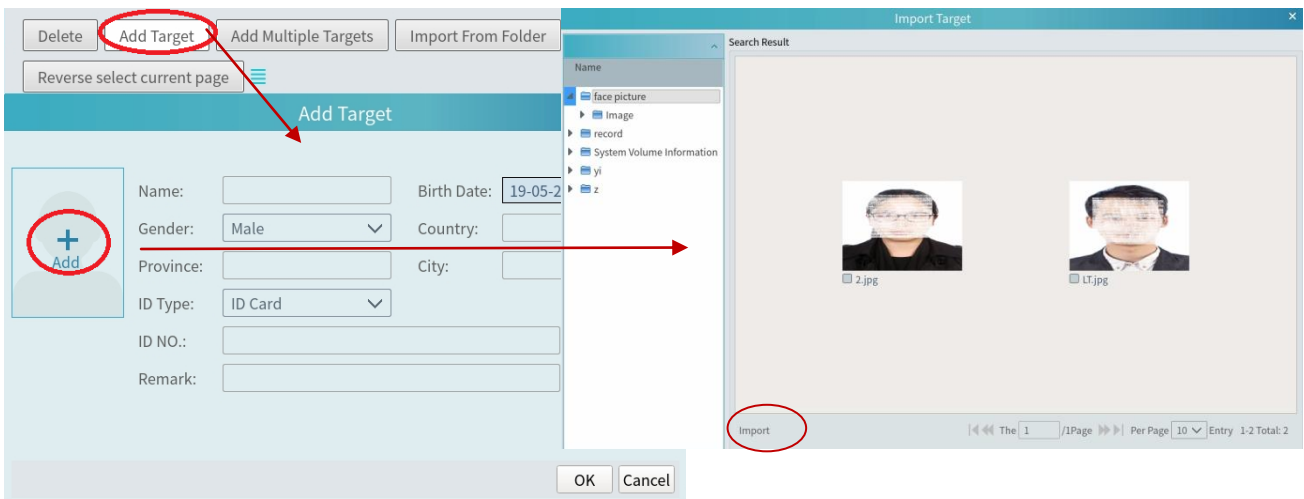 Delete
Add Target
Add Multiple Targets
Import From Folder
Reverse select current page
Add Target
Add
Name:
Birth Date: 19-05-2
Gender: Male
Country:
Province:
City:
ID Type: ID Card
ID NO.:
Remark:
OK
Cancel
Import Target
Search Result
Name
face picture
Image
record
System Volume Information
yi
z
2.jpg
LT.jpg
Import
The 1 /1Page Per Page 10 Entry 1-2 Total: 2